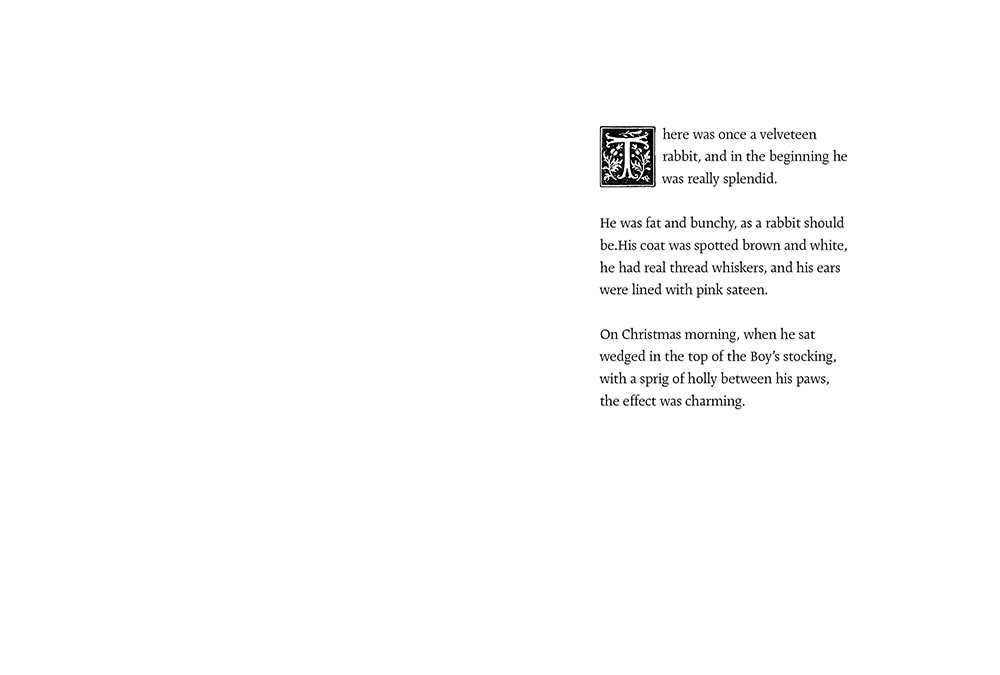 There was once a velveteen
rabbit, and in the beginning he
was really splendid.
He was fat and bunchy, as a rabbit should
be.His coat was spotted brown and white,
he had real thread whiskers, and his ears
were lined with pink sateen.
On Christmas morning, when he sat
wedged in the top of the Boy’s stocking,
with a sprig of holly between his paws,
the effect was charming.